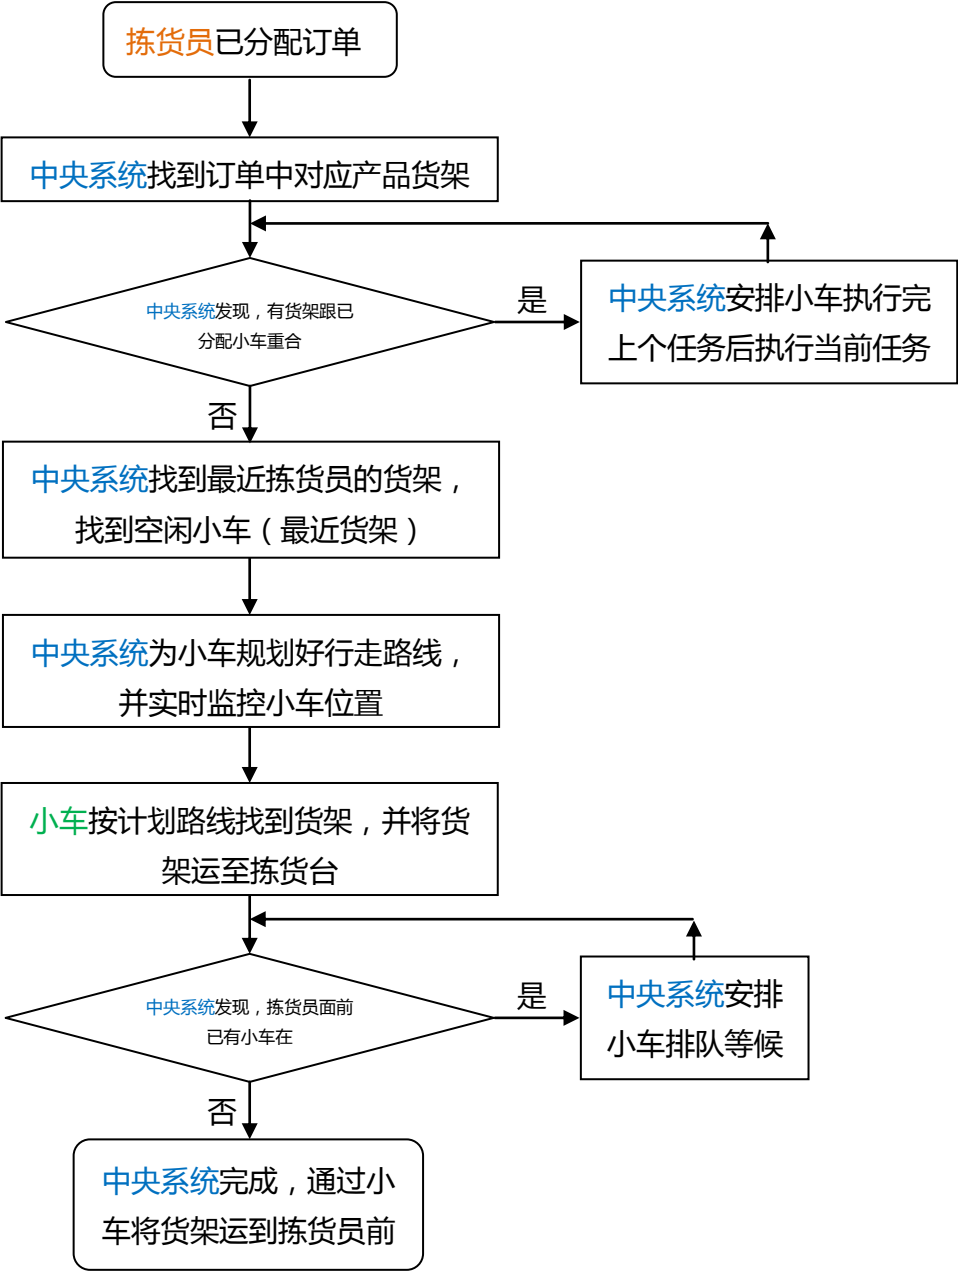 拣货员已分配订单
中央系统找到订单中对应产品货架
中央系统发现，有货架跟已
分配小车重合
是
中央系统安排小车执行完
上个任务后执行当前任务
否
中央系统找到最近拣货员的货架，
找到空闲小车（最近货架）
中央系统为小车规划好行走路线，
并实时监控小车位置
小车按计划路线找到货架，并将货
架运至拣货台
中央系统发现，拣货员面前
已有小车在
是
中央系统安排
小车排队等候
否
中央系统完成，通过小
车将货架运到拣货员前